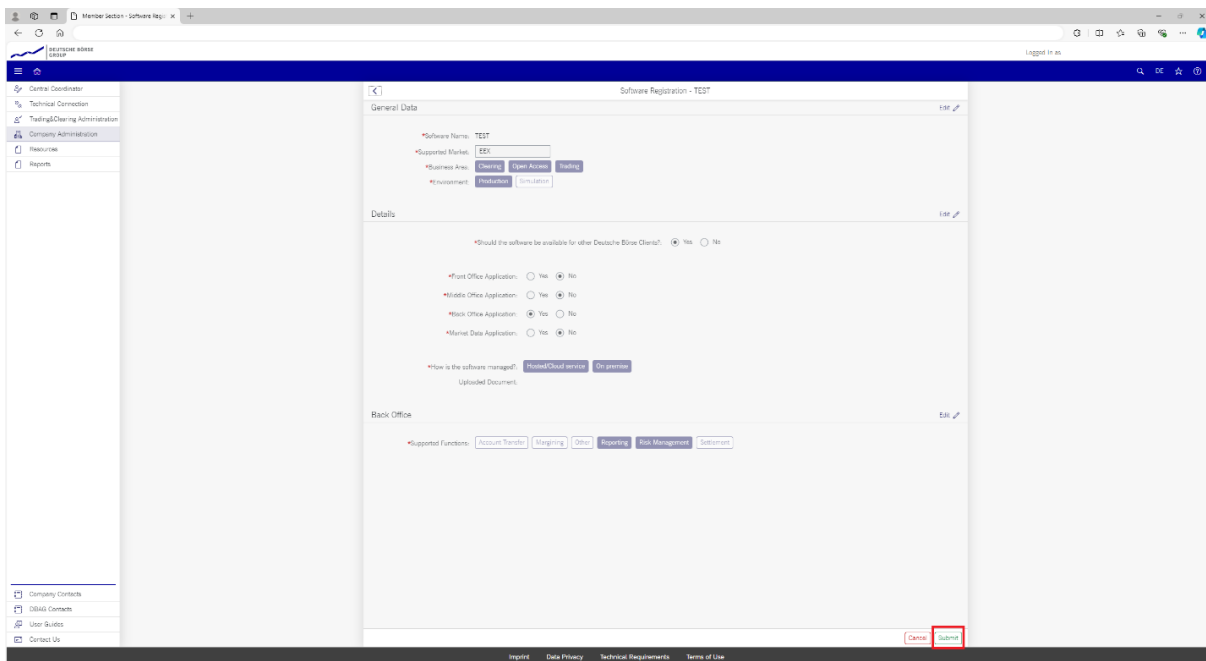 Member Section - Software Regi
DEUTSCHE BÖRSE
GROUP
Logged in as
DE
Central Coordinator
Technical Connection
Trading&Clearing Administration
Company Administration
Resources
Reports
Software Registration - TEST
General Data Edit
*Software Name: TEST
*Supported Market: EEX
*Business Area: Clearing Open Access Trading
*Environment: Production Simulation
Details Edit
*Should the software be available for other Deutsche Börse Clients?: Yes No
*Front Office Application: Yes No
*Middle Office Application: Yes No
*Back Office Application: Yes No
*Market Data Application: Yes No
*How is the software managed?: Hosted/Cloud service On premise
Uploaded Document:
Back Office Edit
*Supported Functions: Account Transfer Margining Other Reporting Risk Management Settlement
Company Contacts
DBAG Contacts
User Guides
Contact Us
Cancel Submit
Imprint Data Privacy Technical Requirements Terms of Use